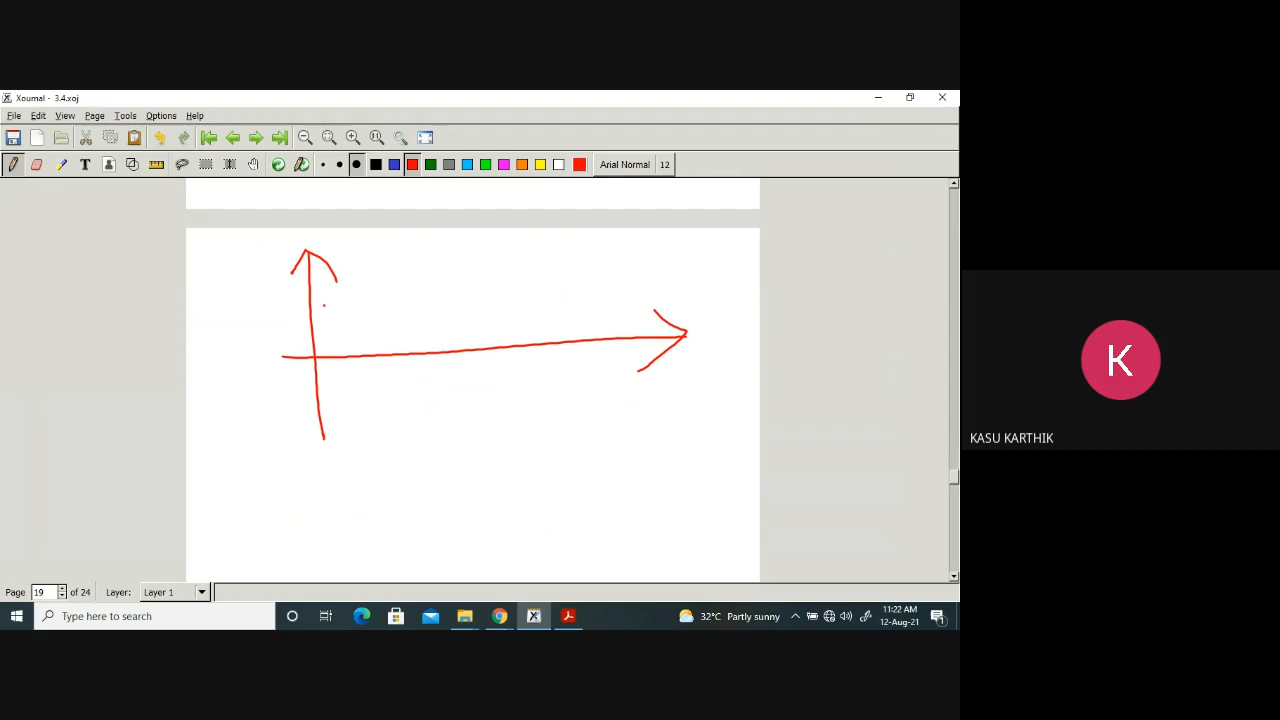 Xournal - 3.4.xoj
File Edit View Page Tools Options Help
T Arial Normal 12
K
KASU KARTHIK
Page 19 of 24 Layer: Layer 1
Type here to search 32°C Partly sunny 11:22 AM
12-Aug-21 1